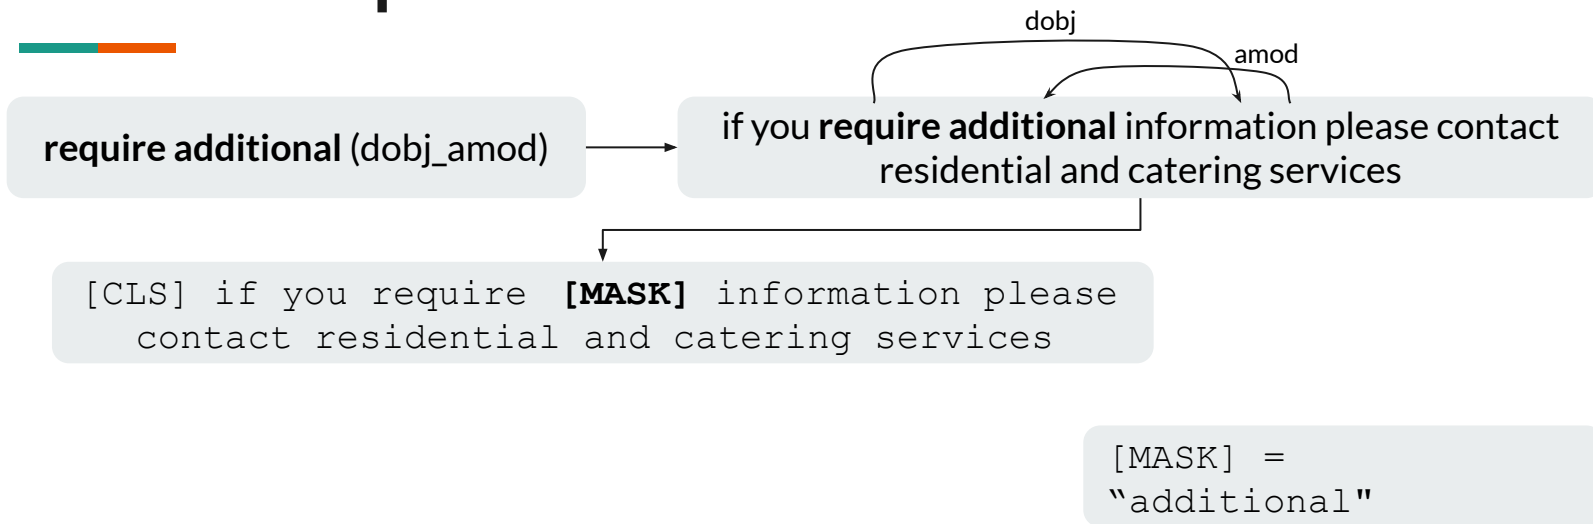 dobj
amod
require additional (dobj_amod)
if you require additional information please contact
residential and catering services
[CLS] if you require [MASK] information please
contact residential and catering services
[MASK] =
“additional"